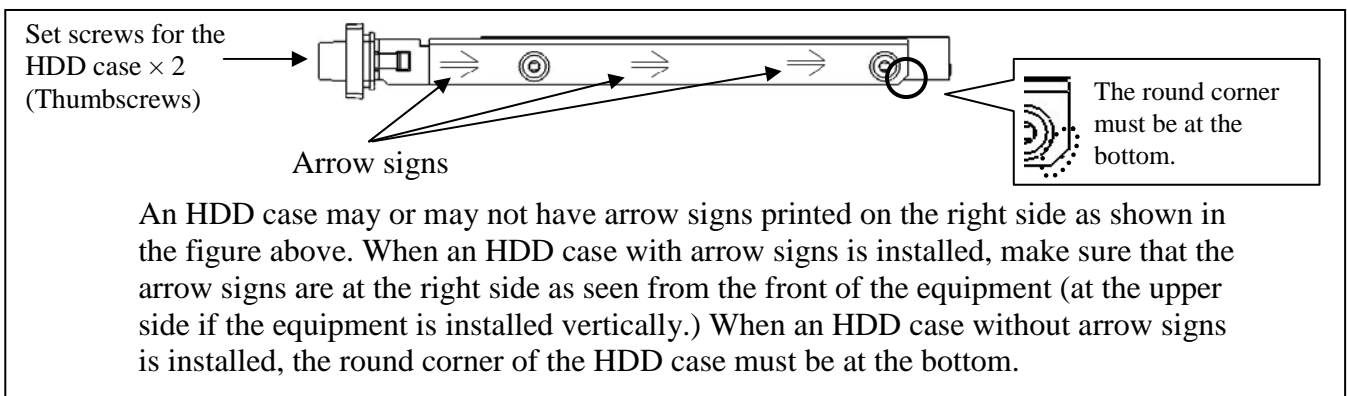 Set screws for the
HDD case × 2
(Thumbscrews)
Arrow signs
The round corner
must be at the
bottom.
An HDD case may or may not have arrow signs printed on the right side as shown in
the figure above. When an HDD case with arrow signs is installed, make sure that the
arrow signs are at the right side as seen from the front of the equipment (at the upper
side if the equipment is installed vertically.) When an HDD case without arrow signs
is installed, the round corner of the HDD case must be at the bottom.